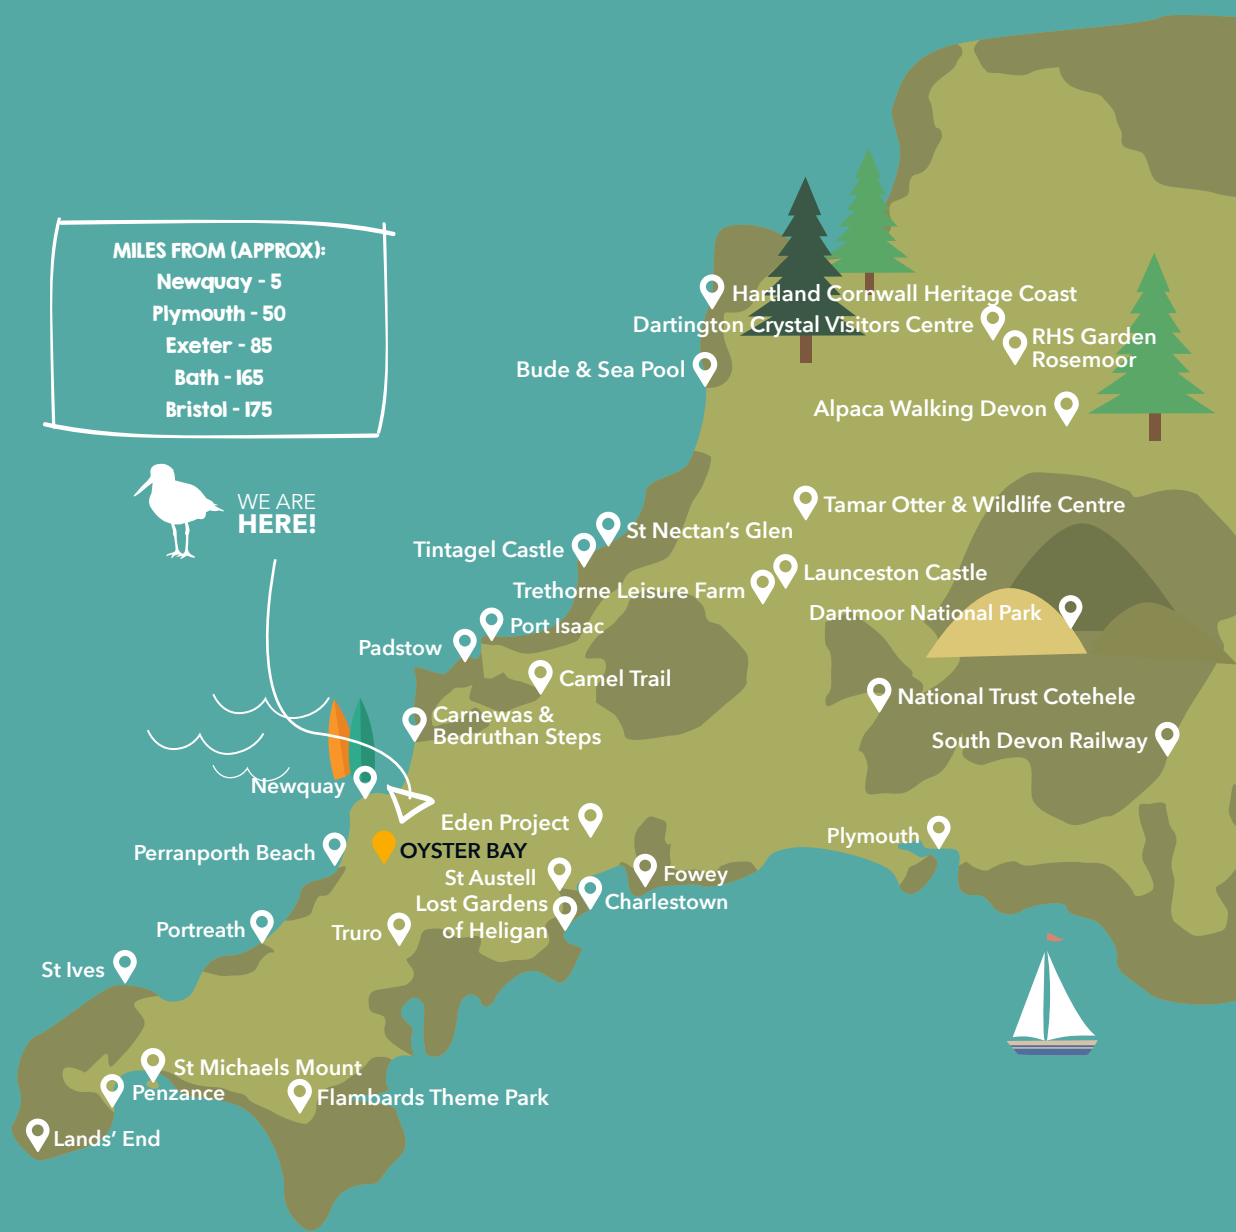 MILES FROM (APPROX):
Newquay - 5
Plymouth - 50
Exeter - 85
Bath - 165
Bristol - 175
WE ARE
HERE!
Hartland Cornwall Heritage Coast
Dartington Crystal Visitors Centre
RHS Garden
Rosemoor
Bude & Sea Pool
Alpaca Walking Devon
Tamar Otter & Wildlife Centre
St Nectan's Glen
Tintagel Castle
Launceston Castle
Trethorne Leisure Farm
Dartmoor National Park
Port Isaac
Padstow
Camel Trail
National Trust Cotehele
Carnewas &
Bedruthan Steps
South Devon Railway
Newquay
Eden Project
Plymouth
Perranporth Beach
OYSTER BAY
St Austell
Fowey
Lost Gardens
of Heligan
Charlestown
Portreath
Truro
St Ives
St Michaels Mount
Penzance
Flambards Theme Park
Lands' End